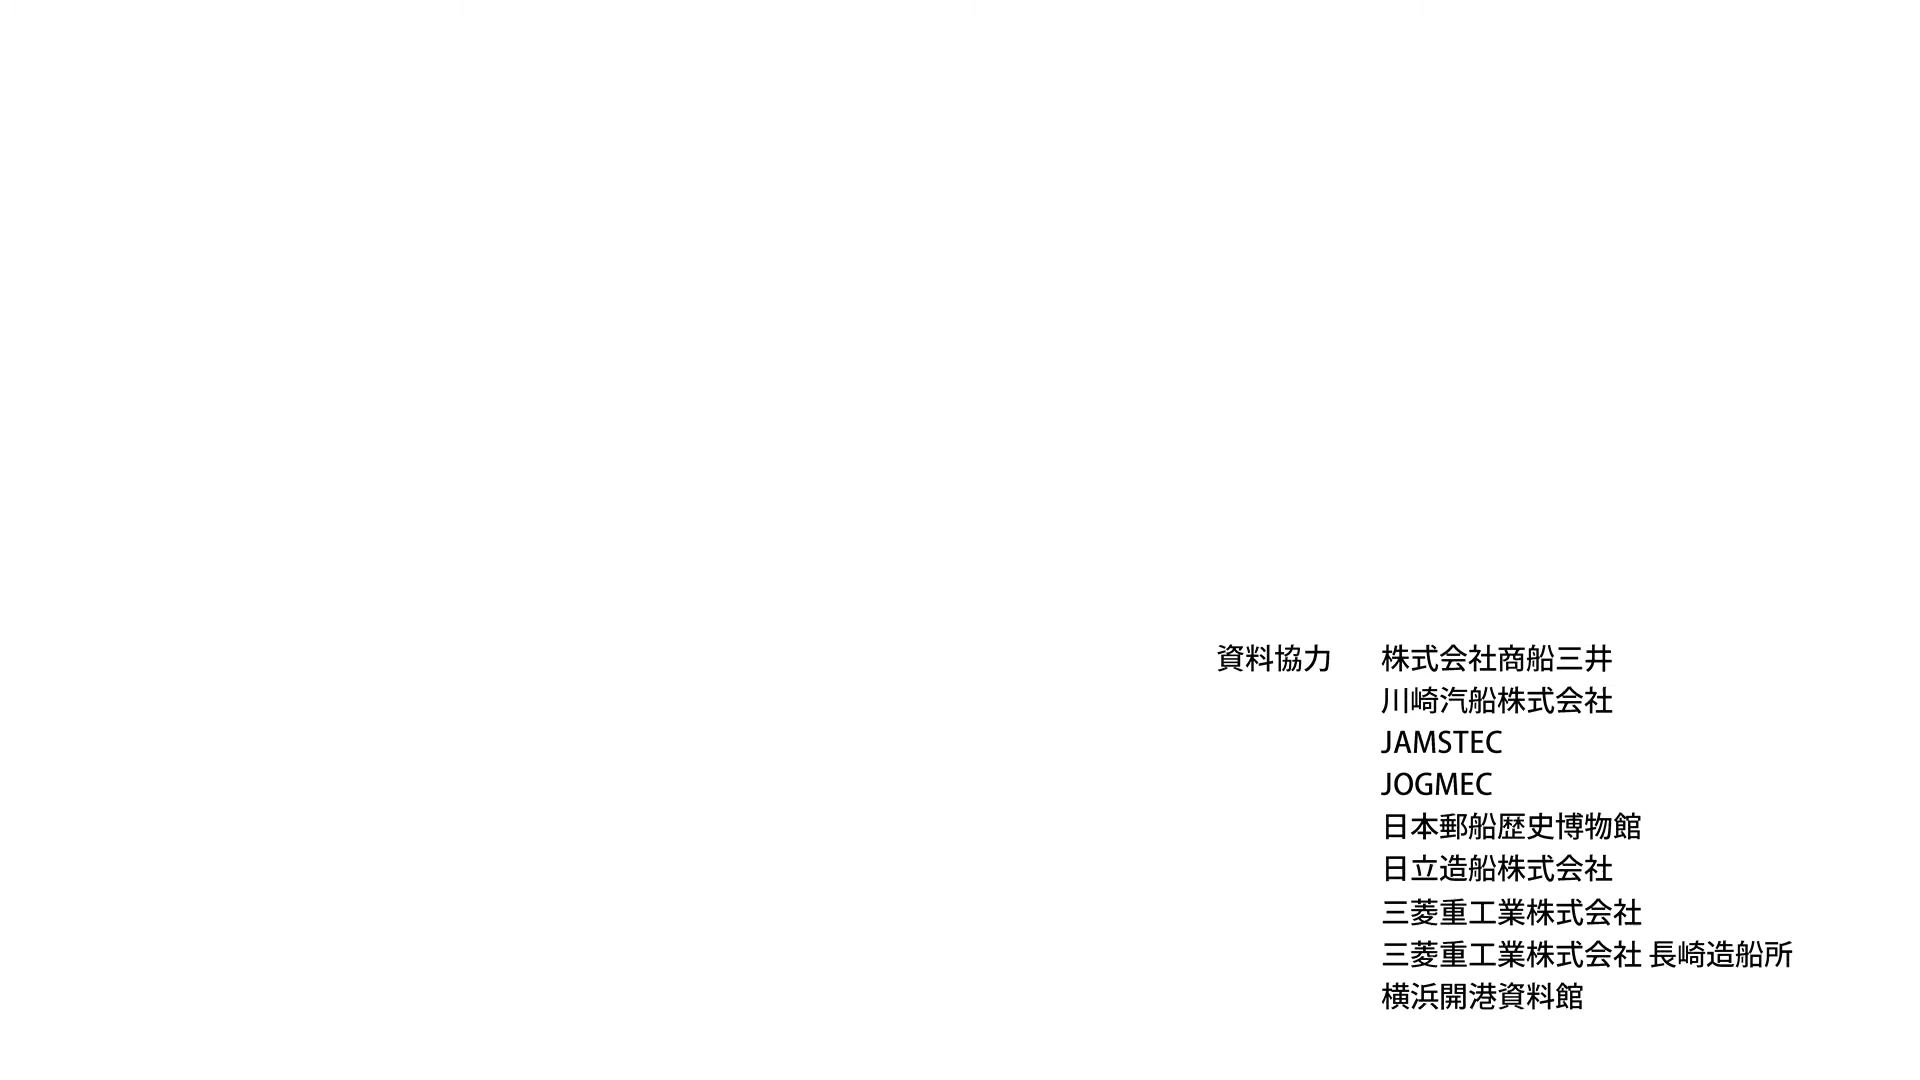 資料協力 株式会社商船三井
川崎汽船株式会社
JAMSTEC
JOGMEC
日本郵船歴史博物館
日立造船株式会社
三菱重工業株式会社
三菱重工業株式会社 長崎造船所
横浜開港資料館